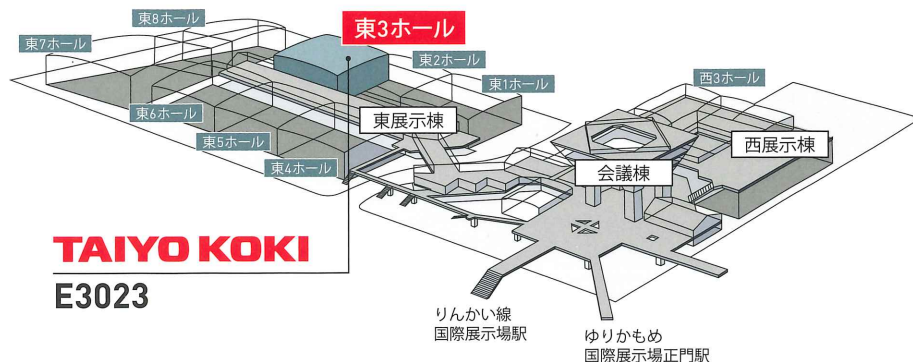 東8ホール
東7ホール
東3ホール
東2ホール
東1ホール
西3ホール
東6ホール
東5ホール
東4ホール
東展示棟
会議棟
西展示棟
TAIYO KOKI
E3023
りんかい線
国際展示場駅
ゆりかもめ
国際展示場正門駅